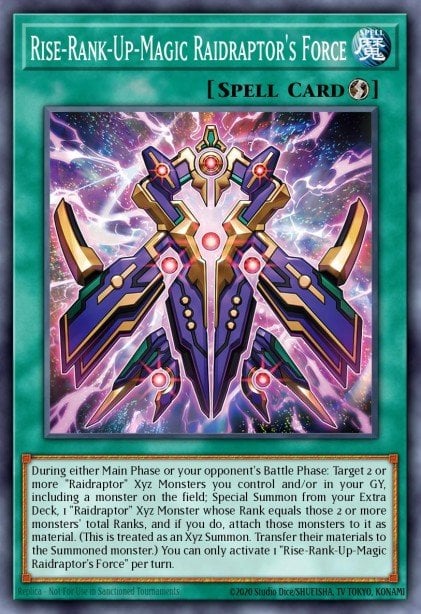 Rise-Rank-Up-Magic Raidraptor's Force
SPELL
魔
[SPELL CARD]
During either Main Phase or your opponent's Battle Phase: Target 2 or
more "Raidraptor" Xyz Monsters you control and/or in your GY,
including a monster on the field; Special Summon from your Extra
Deck, 1 "Raidraptor" Xyz Monster whose Rank equals those 2 or more
monsters' total Ranks, and if you do, attach those monsters to it as
material. (This is treated as an Xyz Summon. Transfer their materials to
the Summoned monster.) You can only activate 1 "Rise-Rank-Up-Magic
Raidraptor's Force" per turn.
Replica - Not For Use in Sanctioned Tournaments
©2020 Studio Dice/SHUEISHA, TV TOKYO, KONAMI